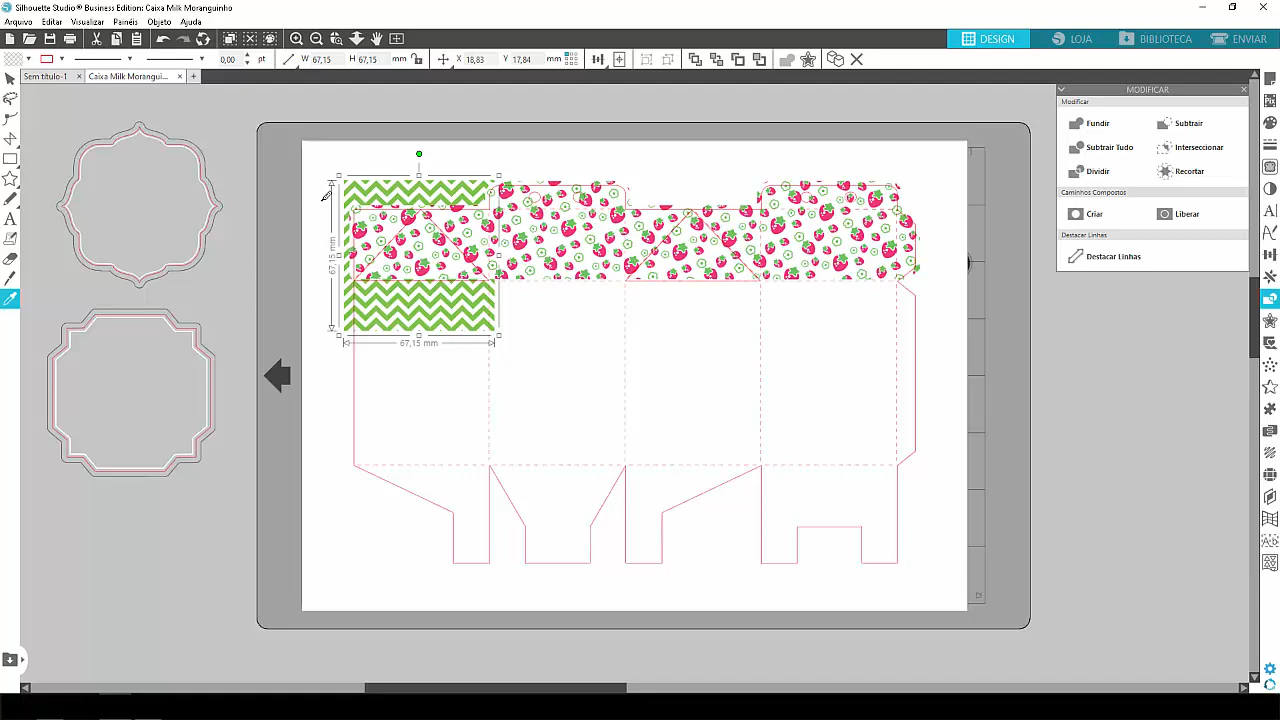 Silhouette Studio® Business Edition: Caixa Milk Moranguinho
Arquivo Editar Visualizar Painéis Objeto Ajuda
DESIGN LOJA BIBLIOTECA ENVIAR
0,00 pt W 67,15 H 67,15 mm X 18,83 Y 17,84 mm
Sem título-1 × Caixa Milk Morangui... × +
MODIFICAR
Modificar
Fundir Subtrair
Subtrair Tudo Interseccionar
Dividir Recortar
Caminhos Compostos
Criar Liberar
Destacar Linhas
Destacar Linhas
67,15 mm
67,15 mm
12